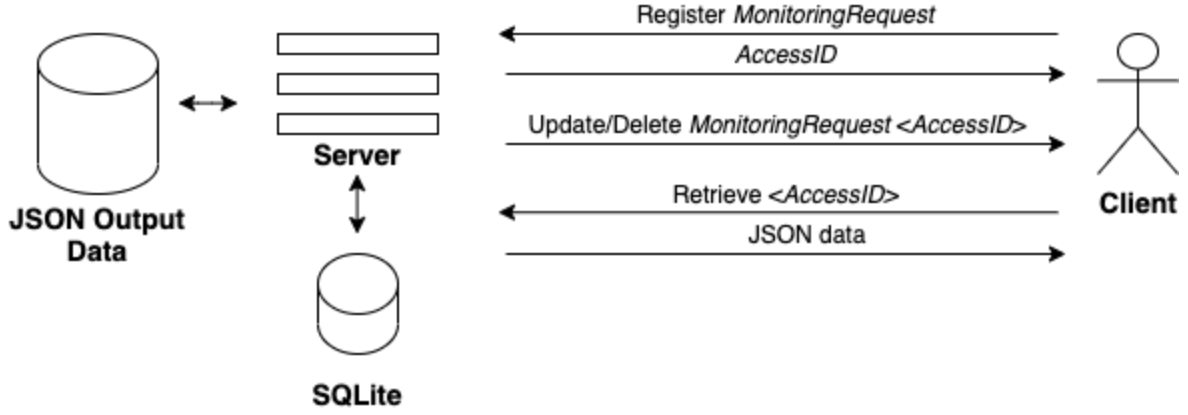 Register MonitoringRequest
AccessID
Update/Delete MonitoringRequest <AccessID>
Server
Retrieve <AccessID>
Client
JSON Output
Data
JSON data
SQLite